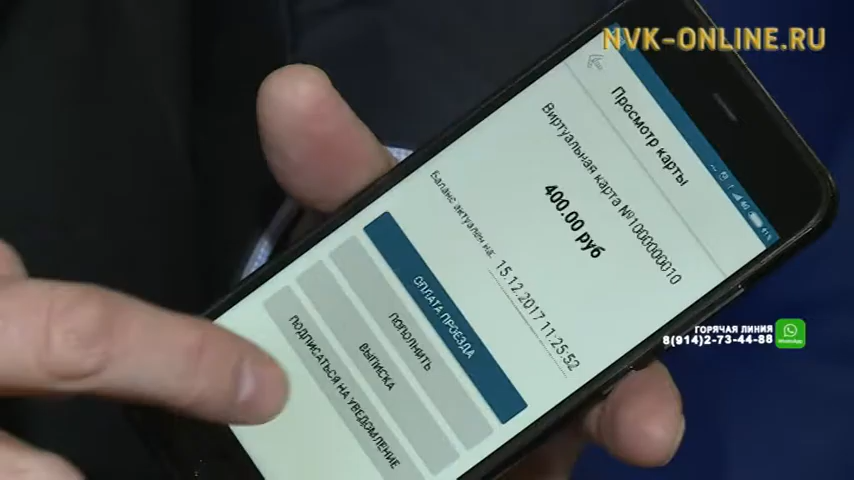 NVK-ONLINE.RU
Просмотр карты
Виртуальная карта №1000000010
400.00 руб
Баланс актуален на:
15.12.2017 11:25:52
ОПЛАТА ПРОЕЗДА
ПОПОЛНИТЬ
ВЫПИСКА
ПОДПИСАТЬСЯ НА УВЕДОМЛЕНИЕ
ГОРЯЧАЯ ЛИНИЯ
8(914)2-73-44-88
WhatsApp